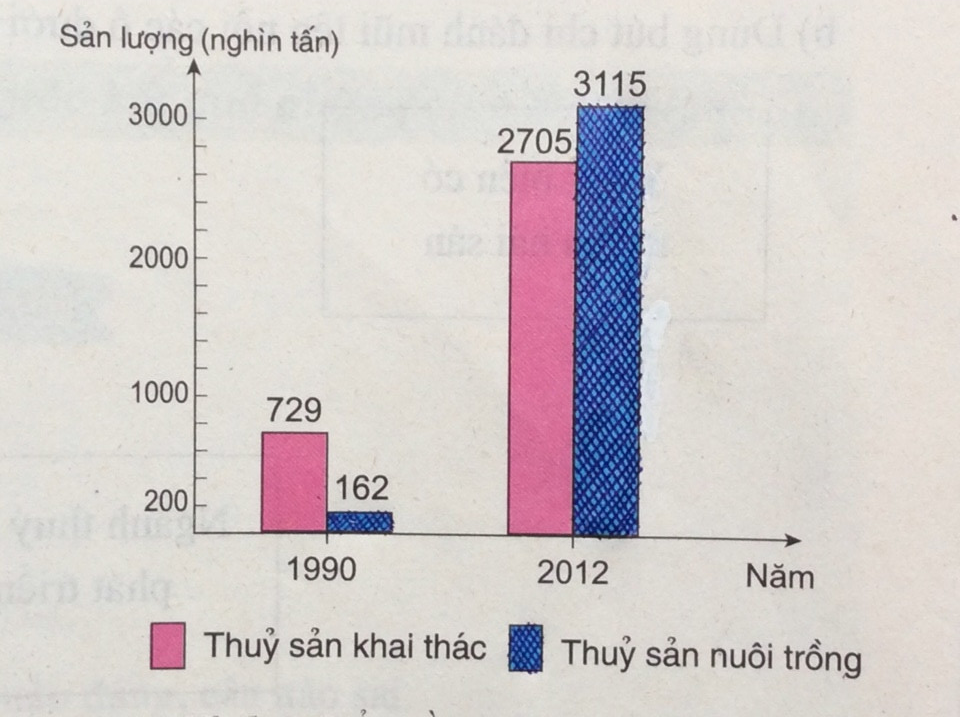 Sản lượng (nghìn tấn)
3115
3000
2705
2000
1000
729
162
200
1990 2012 Năm
Thuỷ sản khai thác Thuỷ sản nuôi trồng